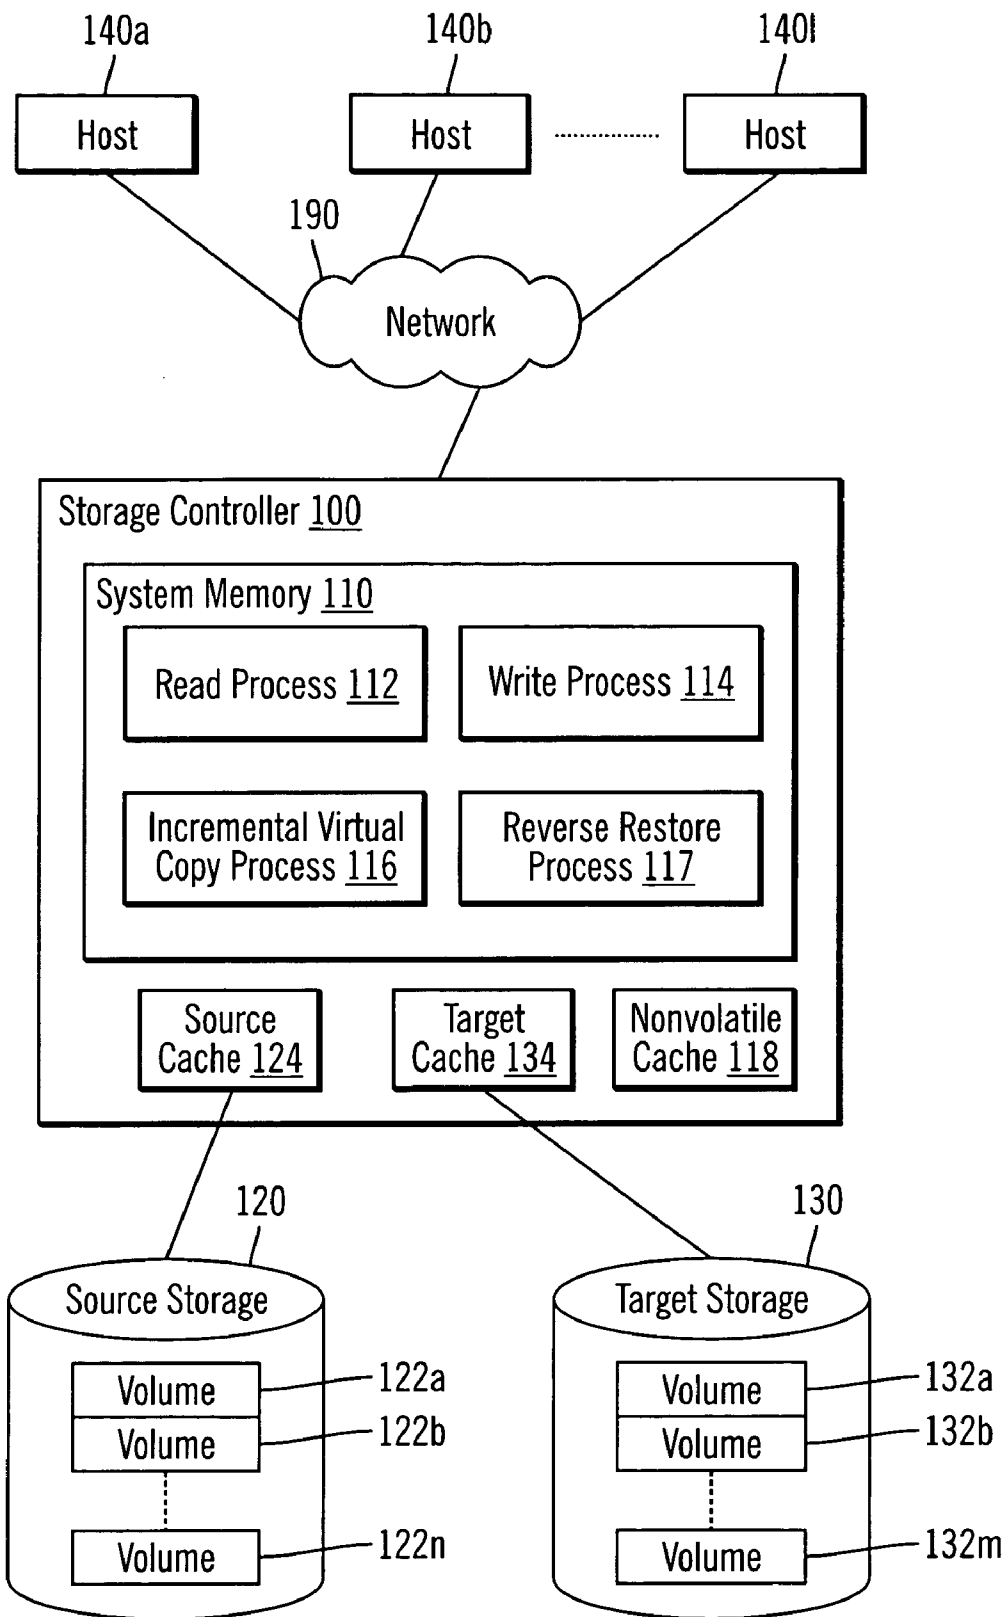 140a
140b
140l
Host
Host
Host
190
Network
Storage Controller 100
System Memory 110
Read Process 112
Write Process 114
Incremental Virtual
Copy Process 116
Reverse Restore
Process 117
Source
Cache 124
Target
Cache 134
Nonvolatile
Cache 118
120
130
Source Storage
Target Storage
Volume
122a
Volume
122b
Volume
122n
Volume
132a
Volume
132b
Volume
132m